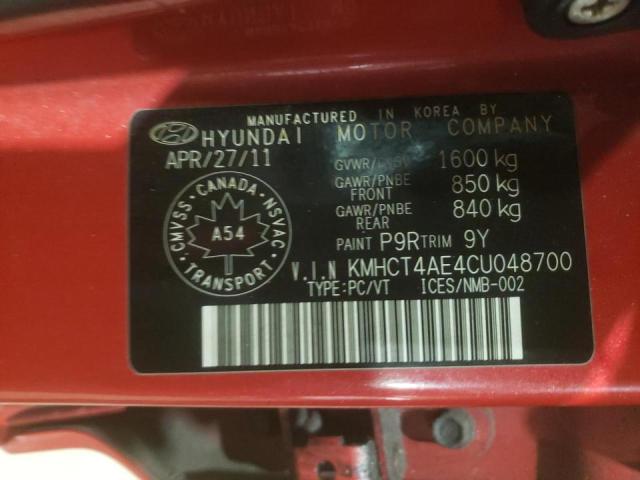 MANUFACTURED IN KOREA BY
HYUNDAI MOTOR COMPANY
APR/27/11
GVWR/PNBV 1600 kg
GAWR/PNBE FRONT 850 kg
GAWR/PNBE REAR 840 kg
PAINT P9R TRIM 9Y
CANADA
CMVSS NSVAC
A54
TRANSPORT
V.I.N KMHCT4AE4CU048700
TYPE:PC/VT ICES/NMB-002